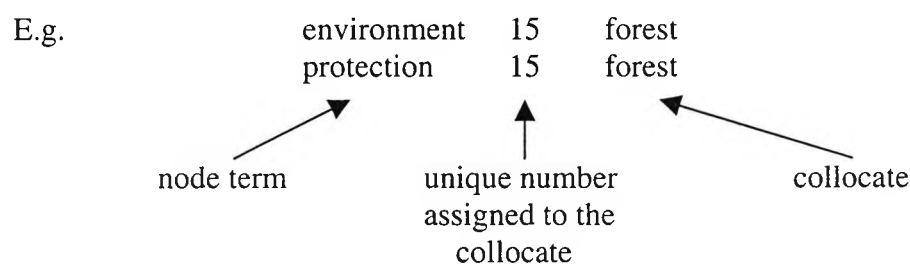 E.g. environment 15 forest
protection 15 forest
node term unique number collocate
assigned to the
collocate